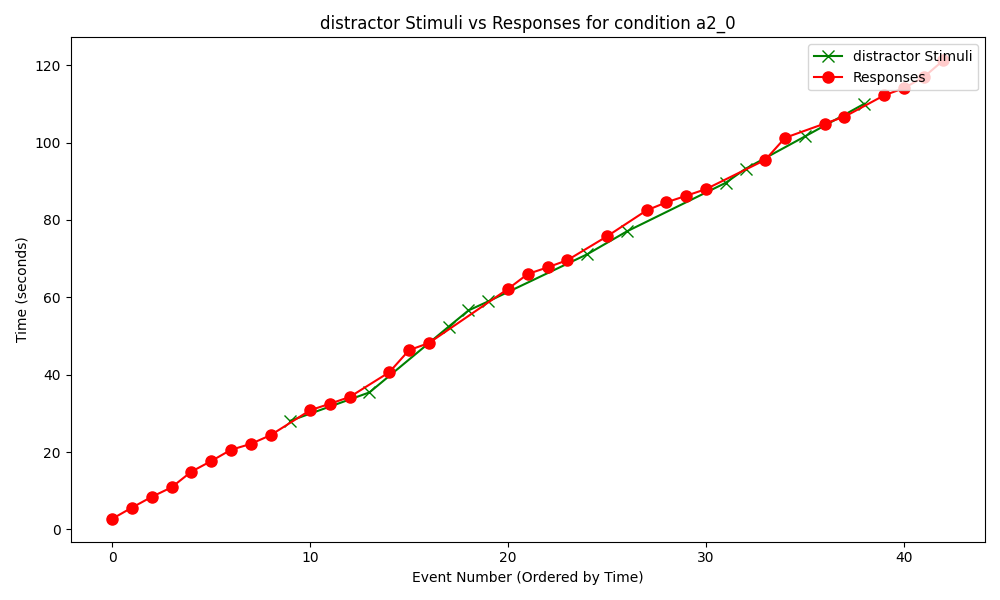 distractor Stimuli vs Responses for condition a2_0
distractor Stimuli
Responses
Time (seconds)
120
100
80
60
40
20
0
0 10 20 30 40
Event Number (Ordered by Time)